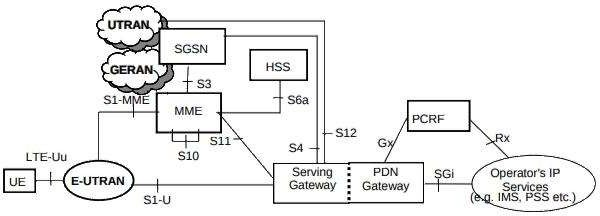 UTRAN
SGSN
GERAN
HSS
S3
S1-MME
MME
S6a
PCRF
S12
Rx
S11
S4
Gx
S10
LTE-Uu
UE
E-UTRAN
S1-U
Serving
Gateway
PDN
Gateway
SGi
Operator's IP
Services
(e.g. IMS, PSS etc.)